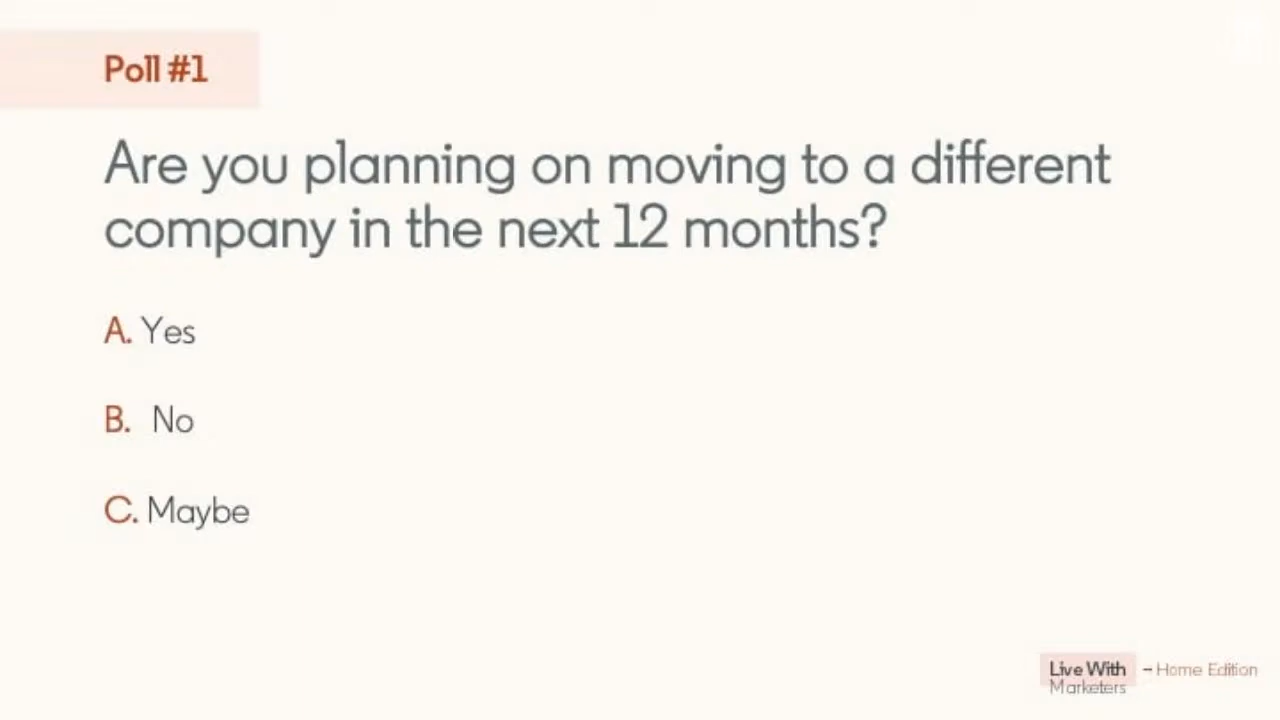 Poll #1
Are you planning on moving to a different
company in the next 12 months?
A. Yes
B. No
C. Maybe
Live With – Home Edition
Marketers